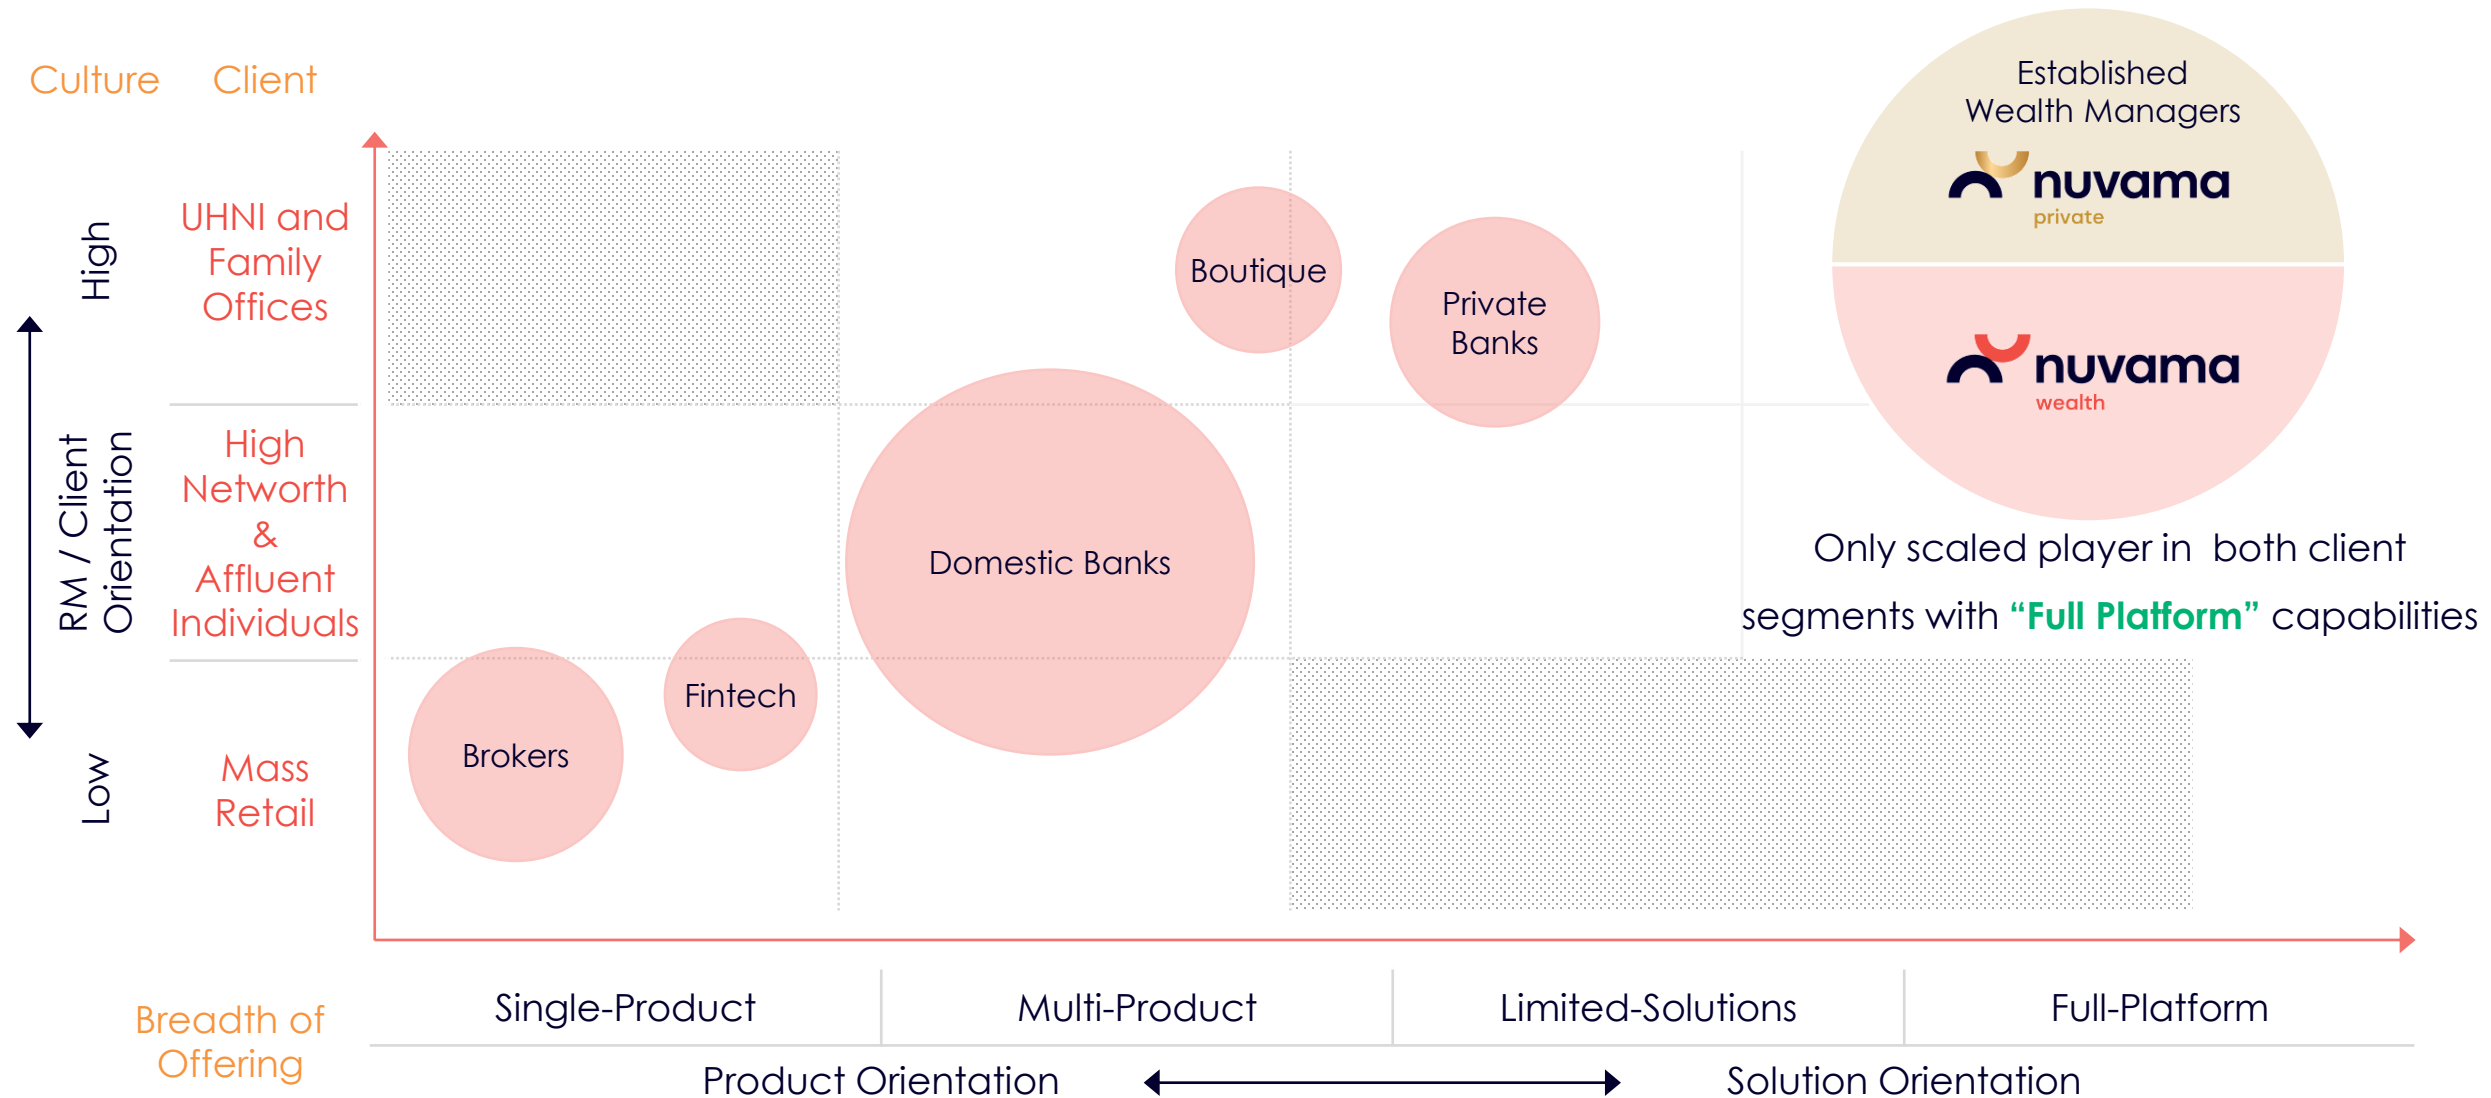 Culture
Client
Established
Wealth Managers
nuvama
private
nuvama
wealth
Only scaled player in both client
segments with “Full Platform” capabilities
High
RM / Client
Orientation
Low
UHNI and
Family
Offices
High
Networth
&
Affluent
Individuals
Mass
Retail
Boutique
Private
Banks
Domestic Banks
Fintech
Brokers
Breadth of
Offering
Single-Product
Multi-Product
Limited-Solutions
Full-Platform
Product Orientation
Solution Orientation